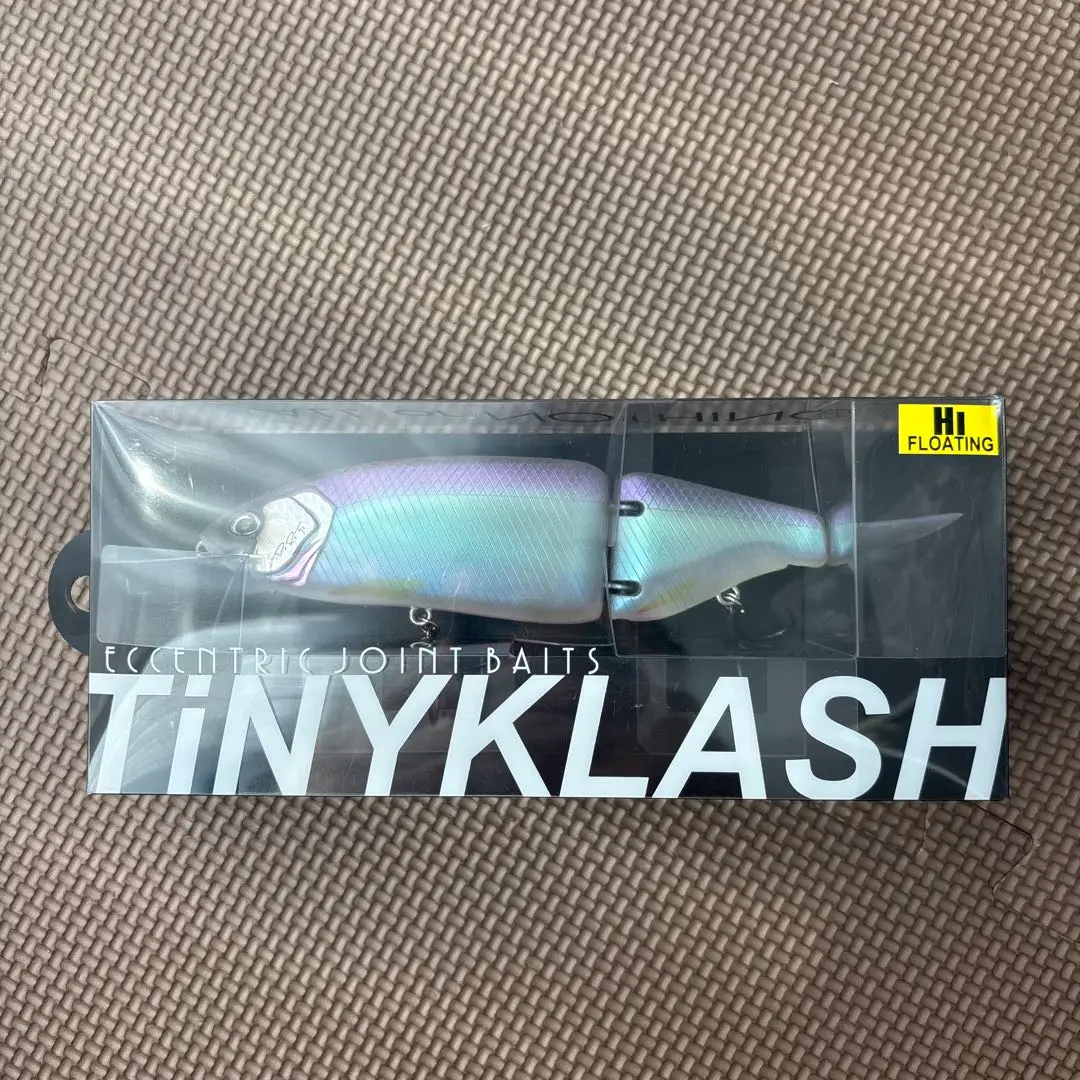 HI
FLOATING
D.R.T.
ECCENTRIC JOINT BAITS
TiNYKLASH